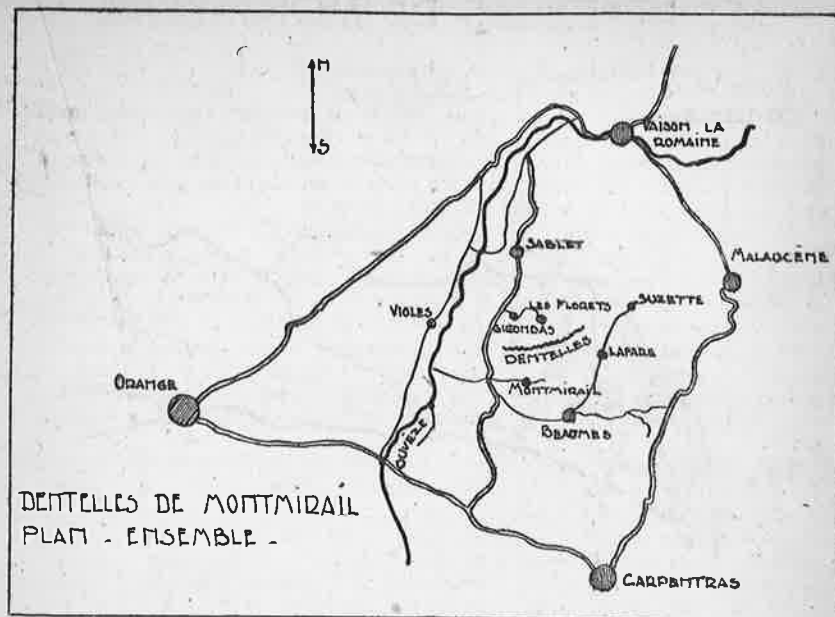 N
S
VAISON LA
ROMAINE
SABLET
MALAUCÈNE
VIOLES
LES FLORETS
SUZETTE
GIGONDAS
DENTELLES
LAFARE
ORANGE
MONTMIRAIL
BEAUMES
OUVÈZE
DENTELLES DE MONTMIRAIL
PLAN - ENSEMBLE -
CARPENTRAS